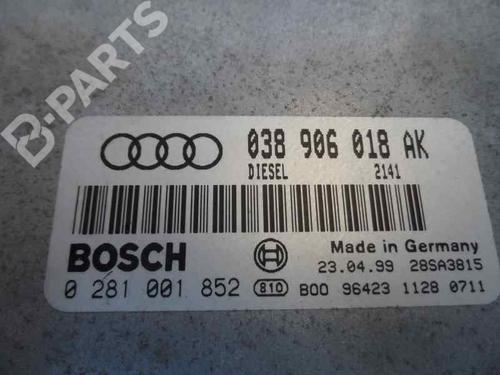 B-PARTS
038 906 018 AK
DIESEL 2141
BOSCH
Made in Germany
23.04.99 28SA3815
0 281 001 852 810 B00 96423 1128 0711